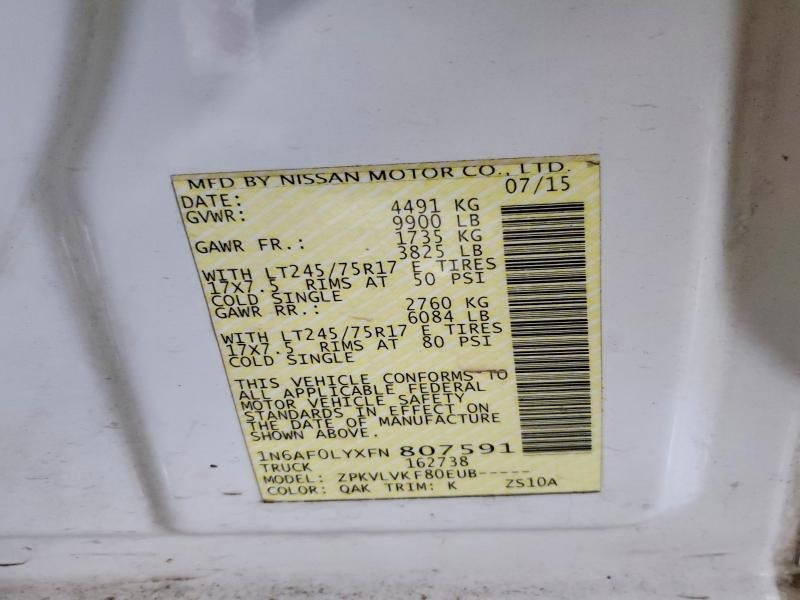 MFD BY NISSAN MOTOR CO., LTD.
DATE: 07/15
GVWR: 4491 KG
9900 LB
GAWR FR.: 1735 KG
3825 LB
WITH LT245/75R17 E TIRES
17X7.5 RIMS AT 50 PSI
COLD SINGLE
GAWR RR.: 2760 KG
6084 LB
WITH LT245/75R17 E TIRES
17X7.5 RIMS AT 80 PSI
COLD SINGLE
THIS VEHICLE CONFORMS TO
ALL APPLICABLE FEDERAL
MOTOR VEHICLE SAFETY
STANDARDS IN EFFECT ON
THE DATE OF MANUFACTURE
SHOWN ABOVE.
1N6AF0LYXFN 807591
TRUCK 162738
MODEL: ZPKVLVKF80EUB-----
COLOR: QAK TRIM: K ZS10A